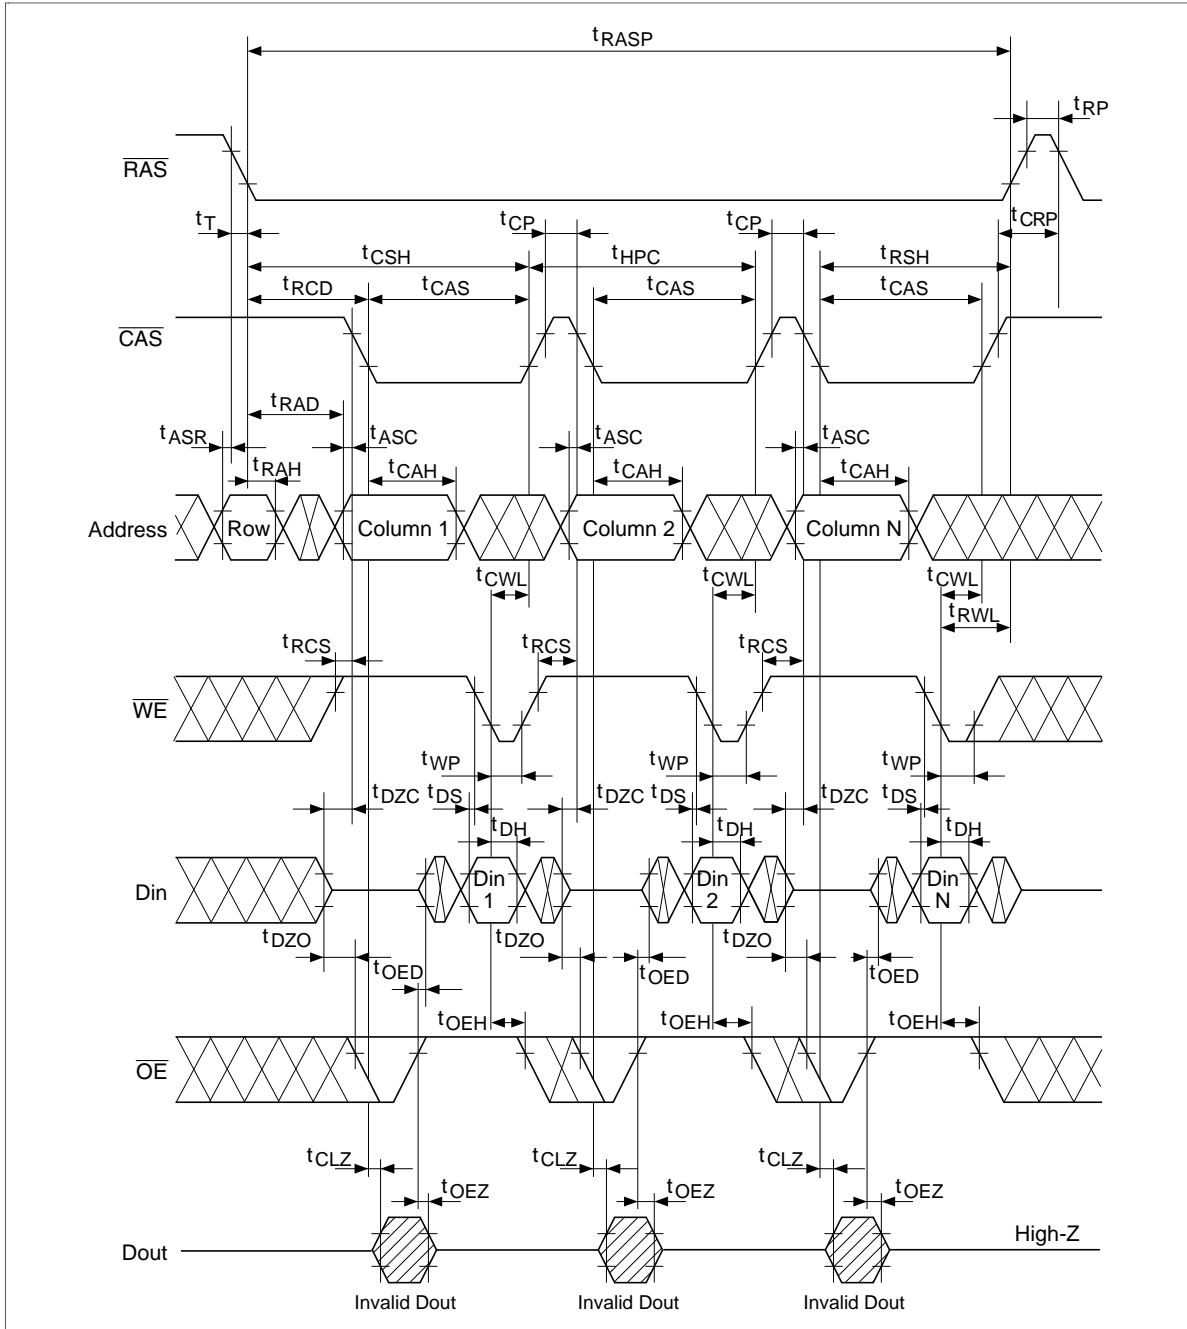 tRASP
tRP
RAS
tT
tCP
tCP
tCRP
tCSH
tHPC
tRSH
tRCD
tCAS
tCAS
tCAS
CAS
tRAD
tASR
tASC
tASC
tASC
tRAH
tCAH
tCAH
tCAH
Address
Row
Column 1
Column 2
Column N
tCWL
tCWL
tCWL
tRWL
tRCS
tRCS
tRCS
WE
tWP
tWP
tWP
tDZC
tDS
tDZC
tDS
tDZC
tDS
tDH
tDH
tDH
Din
Din 1
Din 2
Din N
tDZO
tDZO
tDZO
tOED
tOED
tOED
tOEH
tOEH
tOEH
OE
tCLZ
tCLZ
tCLZ
tOEZ
tOEZ
tOEZ
Dout
High-Z
Invalid Dout
Invalid Dout
Invalid Dout